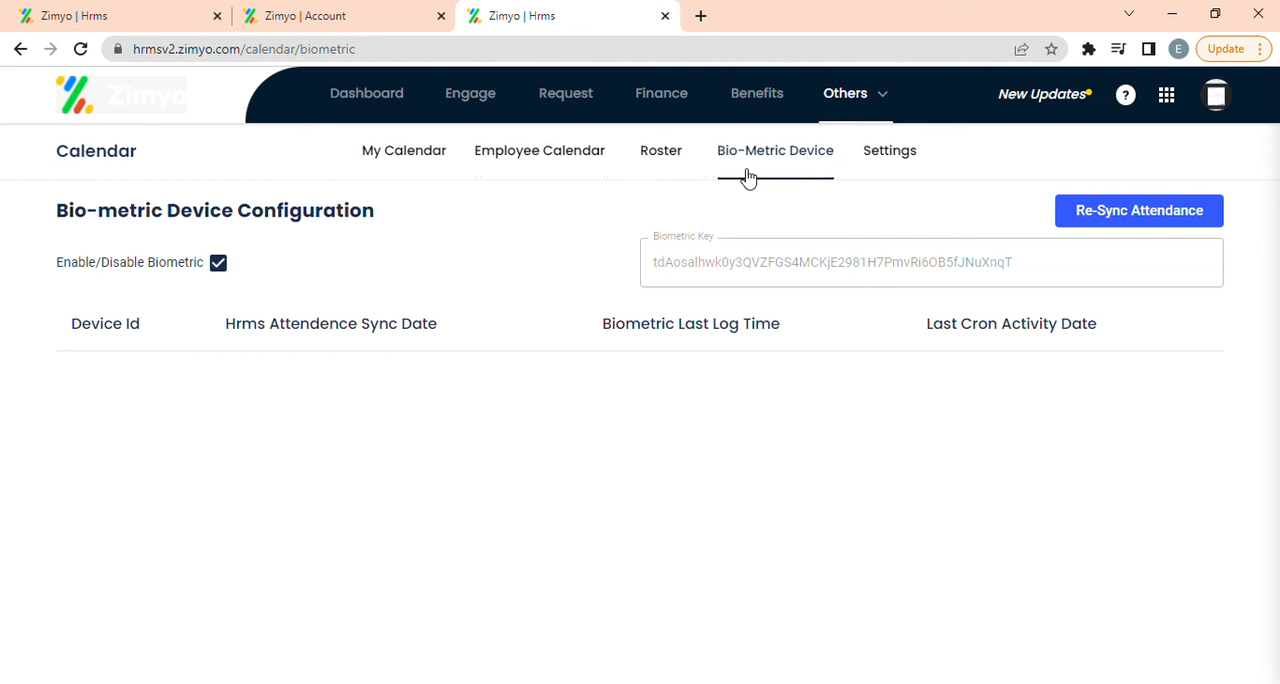 Zimyo | Hrms
Zimyo | Account
Zimyo | Hrms
hrmsv2.zimyo.com/calendar/biometric
E
Update
Zimyo
Dashboard
Engage
Request
Finance
Benefits
Others
New Updates
?
Calendar
My Calendar
Employee Calendar
Roster
Bio-Metric Device
Settings
Bio-metric Device Configuration
Re-Sync Attendance
Enable/Disable Biometric
Biometric Key
tdAosalhwk0y3QVZFGS4MCKjE2981H7PmvRi6OB5fJNuXnqT
Device Id
Hrms Attendence Sync Date
Biometric Last Log Time
Last Cron Activity Date